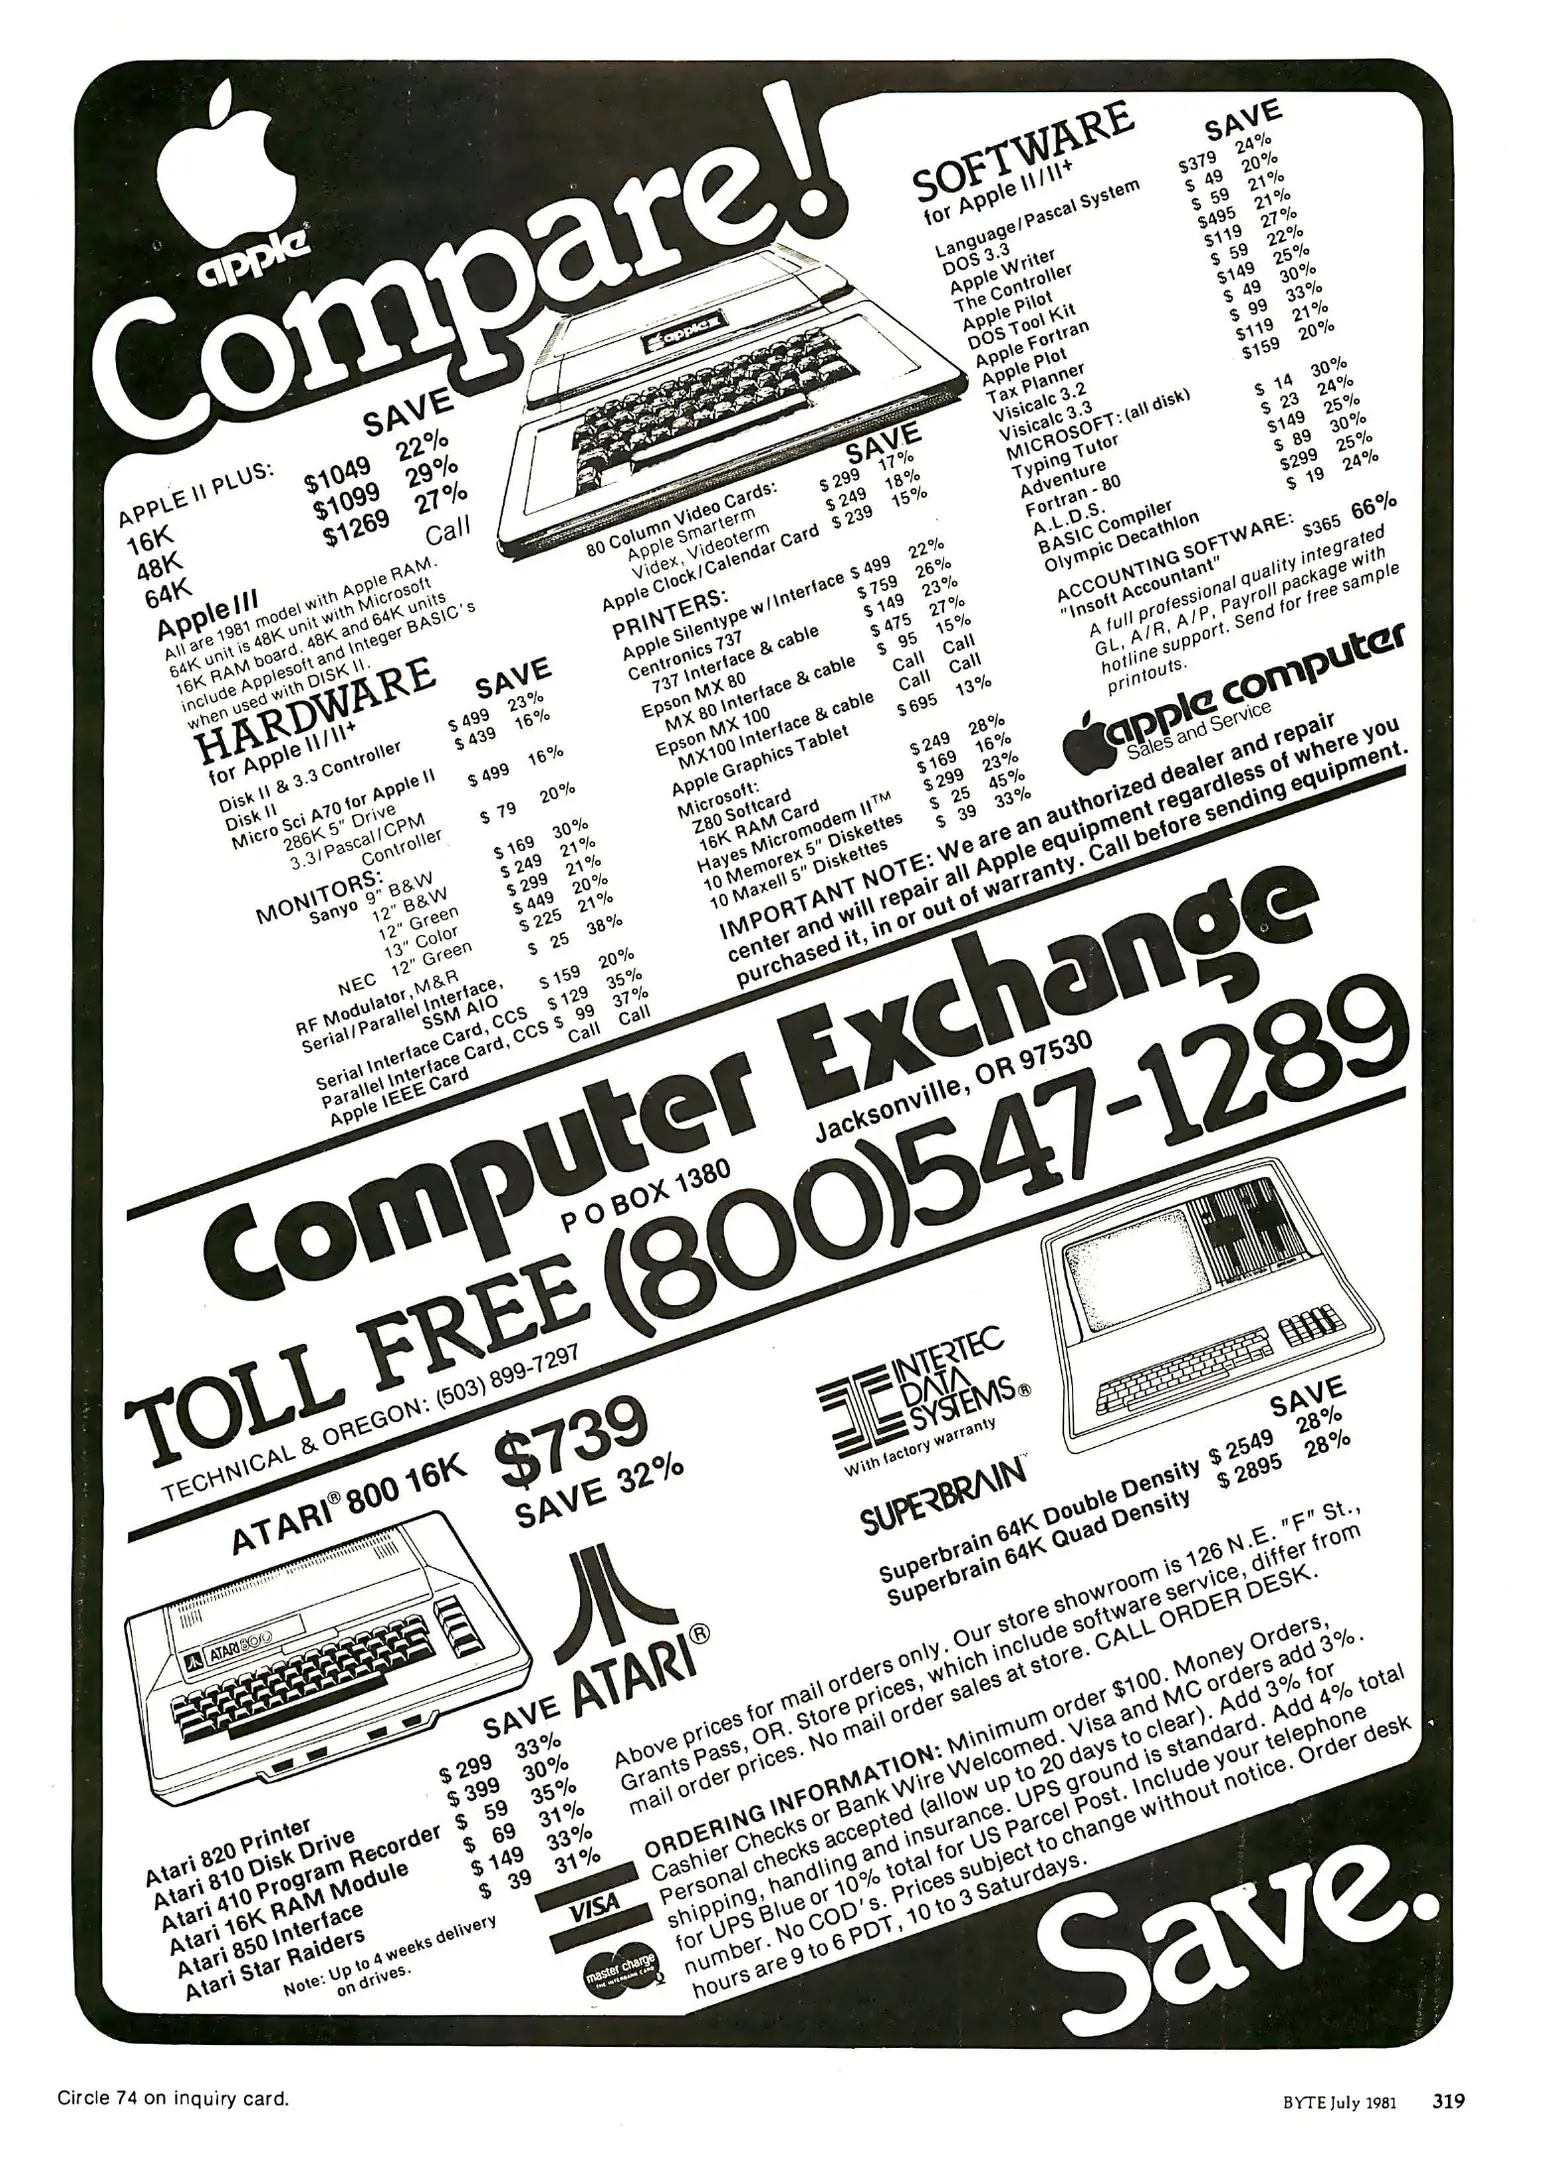 apple
Compare!
SAVE
APPLE II PLUS:
16K $1049 22%
48K $1099 29%
64K $1269 27%
Apple III Call
All are 1981 model with Apple RAM.
64K unit is 48K unit with Microsoft
16K RAM board. 48K and 64K units
include Applesoft and Integer BASIC's
when used with DISK II.
HARDWARE SAVE
for Apple II/II+
Disk II & 3.3 Controller $499 23%
Disk II $439 16%
Micro Sci A70 for Apple II
286K 5" Drive $499 16%
3.3/Pascal/CPM
Controller $ 79 20%
MONITORS:
Sanyo 9" B&W $169 30%
12" B&W $249 21%
12" Green $299 21%
13" Color $449 20%
NEC 12" Green $225 21%
RF Modulator, M&R $ 25 38%
Serial/Parallel Interface,
SSM AIO $159 20%
Serial Interface Card, CCS $129 35%
Parallel Interface Card, CCS $ 99 37%
Apple IEEE Card Call Call
apple II
SAVE
80 Column Video Cards:
Apple Smarterm $299 17%
Videx, Videoterm $249 18%
Apple Clock/Calendar Card $239 15%
PRINTERS:
Apple Silentype w/Interface $499 22%
Centronics 737 $759 26%
737 Interface & cable $149 23%
Epson MX 80 $475 27%
MX 80 Interface & cable $ 95 15%
Epson MX 100 Call Call
MX100 Interface & cable Call Call
Apple Graphics Tablet $695 13%
Microsoft:
Z80 Softcard $249 28%
16K RAM Card $169 16%
Hayes Micromodem II™ $299 23%
10 Memorex 5" Diskettes $ 25 45%
10 Maxell 5" Diskettes $ 39 33%
SOFTWARE SAVE
for Apple II/II+
Language/Pascal System $379 24%
DOS 3.3 $ 49 20%
Apple Writer $ 59 21%
The Controller $495 21%
Apple Pilot $119 27%
DOS Tool Kit $ 59 22%
Apple Fortran $149 25%
Apple Plot $ 49 30%
Tax Planner $ 99 33%
Visicalc 3.2 $119 21%
Visicalc 3.3 $159 20%
MICROSOFT: (all disk)
Typing Tutor $ 14 30%
Adventure $ 23 24%
Fortran - 80 $149 25%
A.L.D.S. $ 89 30%
BASIC Compiler $299 25%
Olympic Decathlon $ 19 24%
ACCOUNTING SOFTWARE:
"Insoft Accountant" $365 66%
A full professional quality integrated
GL, A/R, A/P, Payroll package with
hotline support. Send for free sample
printouts.
apple computer
Sales and Service
IMPORTANT NOTE: We are an authorized dealer and repair
center and will repair all Apple equipment regardless of where you
purchased it, in or out of warranty. Call before sending equipment.
Computer Exchange
P O BOX 1380 Jacksonville, OR 97530
TOLL FREE (800)547-1289
TECHNICAL & OREGON: (503) 899-7297
ATARI® 800 16K $739
SAVE 32%
ATARI 800
ATARI®
SAVE
Atari 820 Printer $299 33%
Atari 810 Disk Drive $399 30%
Atari 410 Program Recorder $ 59 35%
Atari 16K RAM Module $ 69 31%
Atari 850 Interface $149 33%
Atari Star Raiders $ 39 31%
Note: Up to 4 weeks delivery
on drives.
INTERTEC
DATA
SYSTEMS®
With factory warranty
SUPERBRAIN™
SAVE
Superbrain 64K Double Density $2549 28%
Superbrain 64K Quad Density $2895 28%
Above prices for mail orders only. Our store showroom is 126 N.E. "F" St.,
Grants Pass, OR. Store prices, which include software service, differ from
mail order prices. No mail order sales at store. CALL ORDER DESK.
ORDERING INFORMATION: Minimum order $100. Money Orders,
Cashier Checks or Bank Wire Welcomed. Visa and MC orders add 3%.
Personal checks accepted (allow up to 20 days to clear). Add 3% for
shipping, handling and insurance. UPS ground is standard. Add 4% total
for UPS Blue or 10% total for US Parcel Post. Include your telephone
number. No COD's. Prices subject to change without notice. Order desk
hours are 9 to 6 PDT, 10 to 3 Saturdays.
VISA
master charge
THE INTERBANK CARD
Save.
Circle 74 on inquiry card.
BYTE July 1981 319